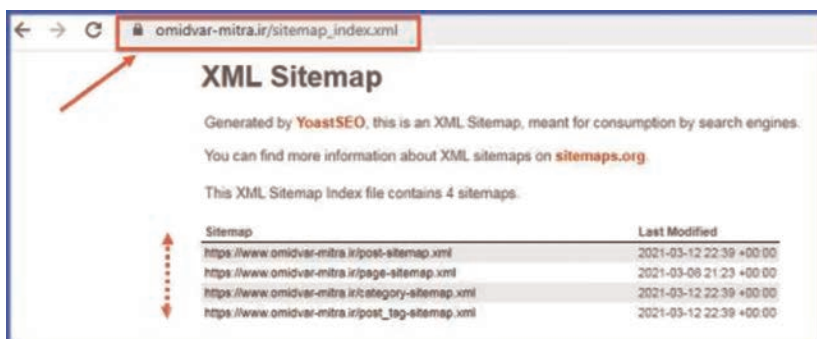 omidvar-mitra.ir/sitemap_index.xml
XML Sitemap
Generated by YoastSEO, this is an XML Sitemap, meant for consumption by search engines.
You can find more information about XML sitemaps on sitemaps.org.
This XML Sitemap Index file contains 4 sitemaps.
Sitemap Last Modified
https://www.omidvar-mitra.ir/post-sitemap.xml 2021-03-12 22:39 +00:00
https://www.omidvar-mitra.ir/page-sitemap.xml 2021-03-06 21:23 +00:00
https://www.omidvar-mitra.ir/category-sitemap.xml 2021-03-12 22:39 +00:00
https://www.omidvar-mitra.ir/post_tag-sitemap.xml 2021-03-12 22:39 +00:00